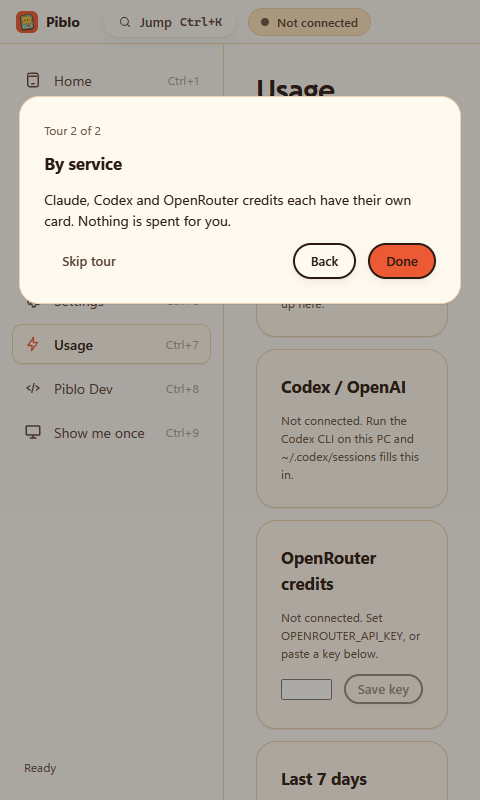 Piblo
Jump Ctrl+K
Not connected
Home Ctrl+1
Usage
Tour 2 of 2
By service
Claude, Codex and OpenRouter credits each have their own
card. Nothing is spent for you.
Skip tour
Back
Done
Settings
up here.
Usage Ctrl+7
Piblo Dev Ctrl+8
Show me once Ctrl+9
Codex / OpenAI
Not connected. Run the
Codex CLI on this PC and
~/.codex/sessions fills this
in.
OpenRouter
credits
Not connected. Set
OPENROUTER_API_KEY, or
paste a key below.
Save key
Last 7 days
Ready